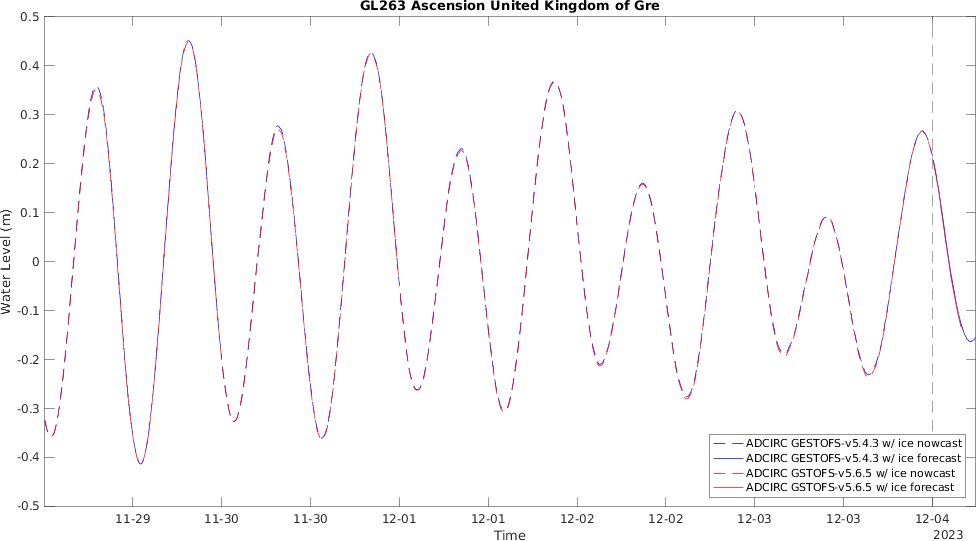 GL263 Ascension United Kingdom of Gre
0.5
0.4
0.3
0.2
0.1
0
-0.1
-0.2
-0.3
-0.4
-0.5
Water Level (m)
ADCIRC GESTOFS-v5.4.3 w/ ice nowcast
ADCIRC GESTOFS-v5.4.3 w/ ice forecast
ADCIRC GSTOFS-v5.6.5 w/ ice nowcast
ADCIRC GSTOFS-v5.6.5 w/ ice forecast
11-29 11-30 11-30 12-01 12-01 12-02 12-02 12-03 12-03 12-04
Time 2023